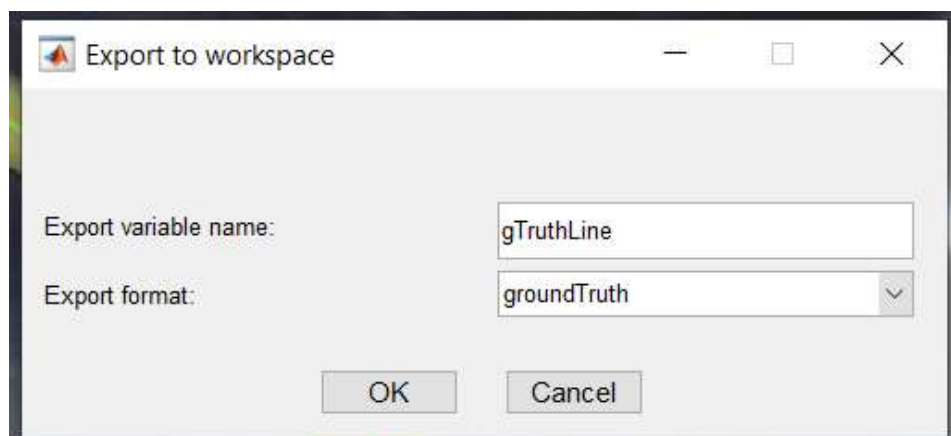 Export to workspace
Export variable name:
gTruthLine
Export format:
groundTruth
OK
Cancel